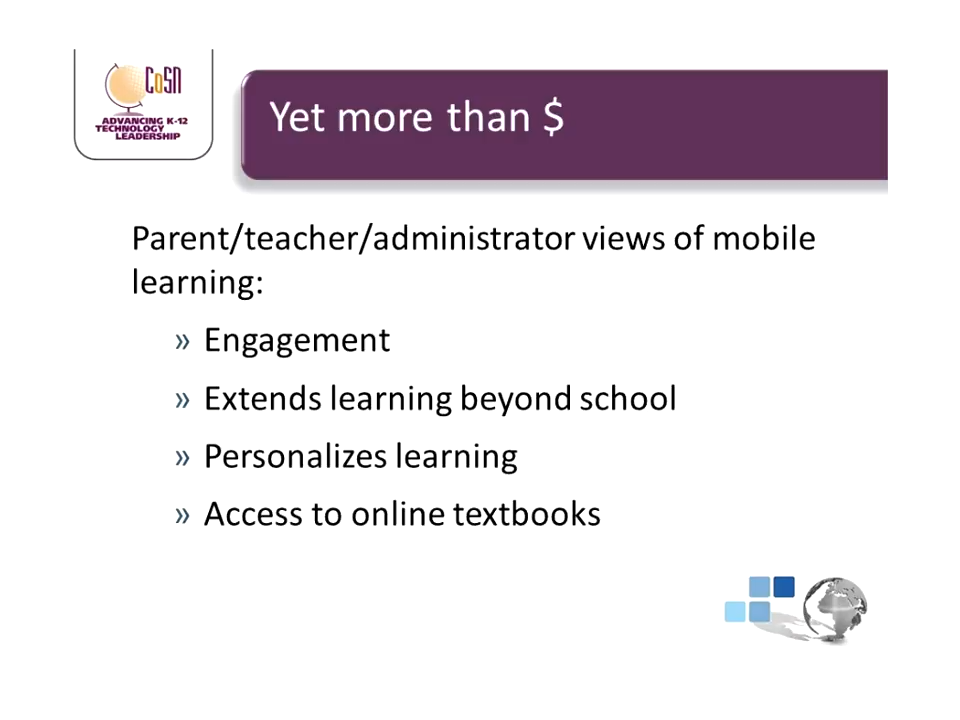 CoSN
ADVANCING K-12
TECHNOLOGY
LEADERSHIP
Yet more than $
Parent/teacher/administrator views of mobile
learning:
» Engagement
» Extends learning beyond school
» Personalizes learning
» Access to online textbooks